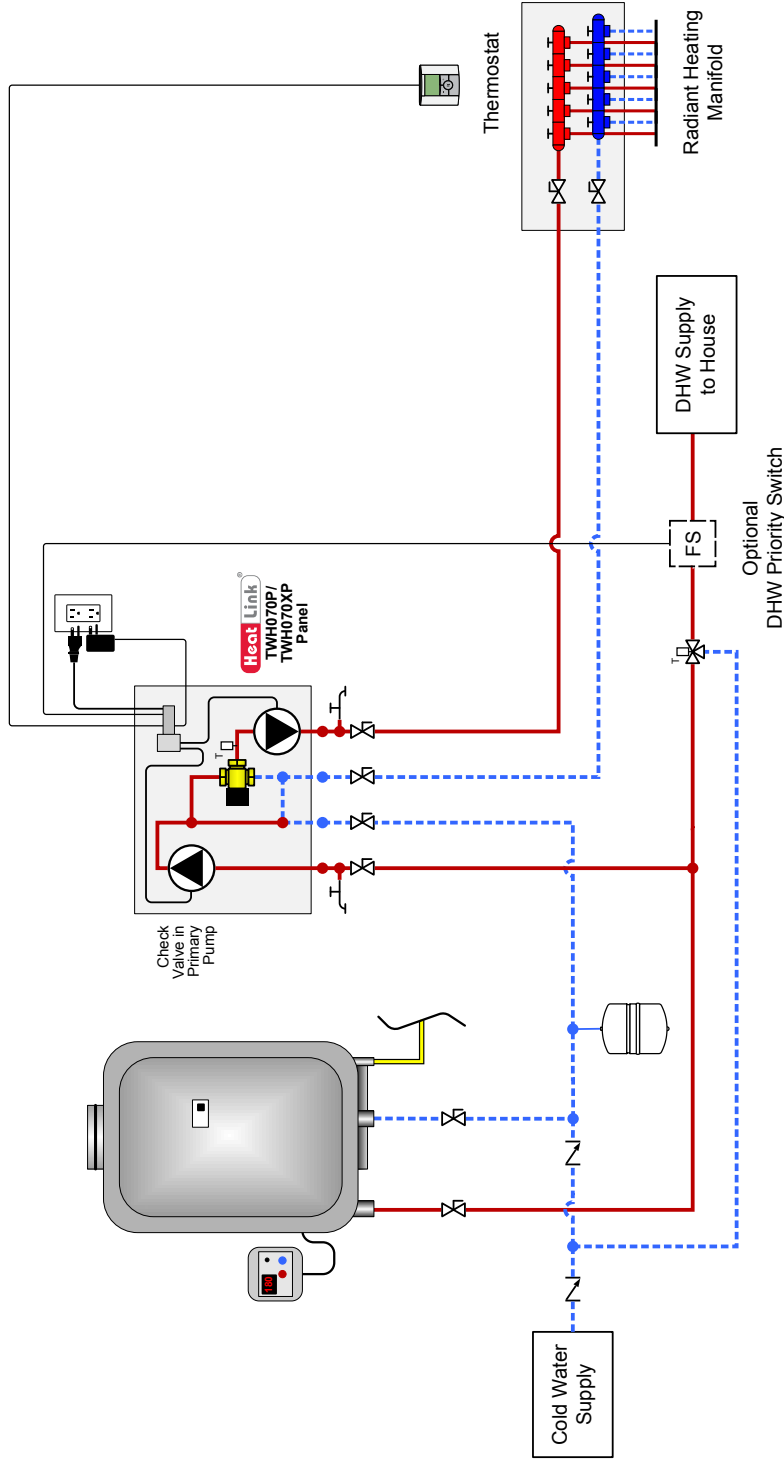 Thermostat
Radiant Heating
Manifold
Heat Link®
TWH070P/
TWH070XP
Panel
T
Check
Valve in
Primary
Pump
DHW Supply
to House
FS
Optional
DHW Priority Switch
T
180
Cold Water
Supply